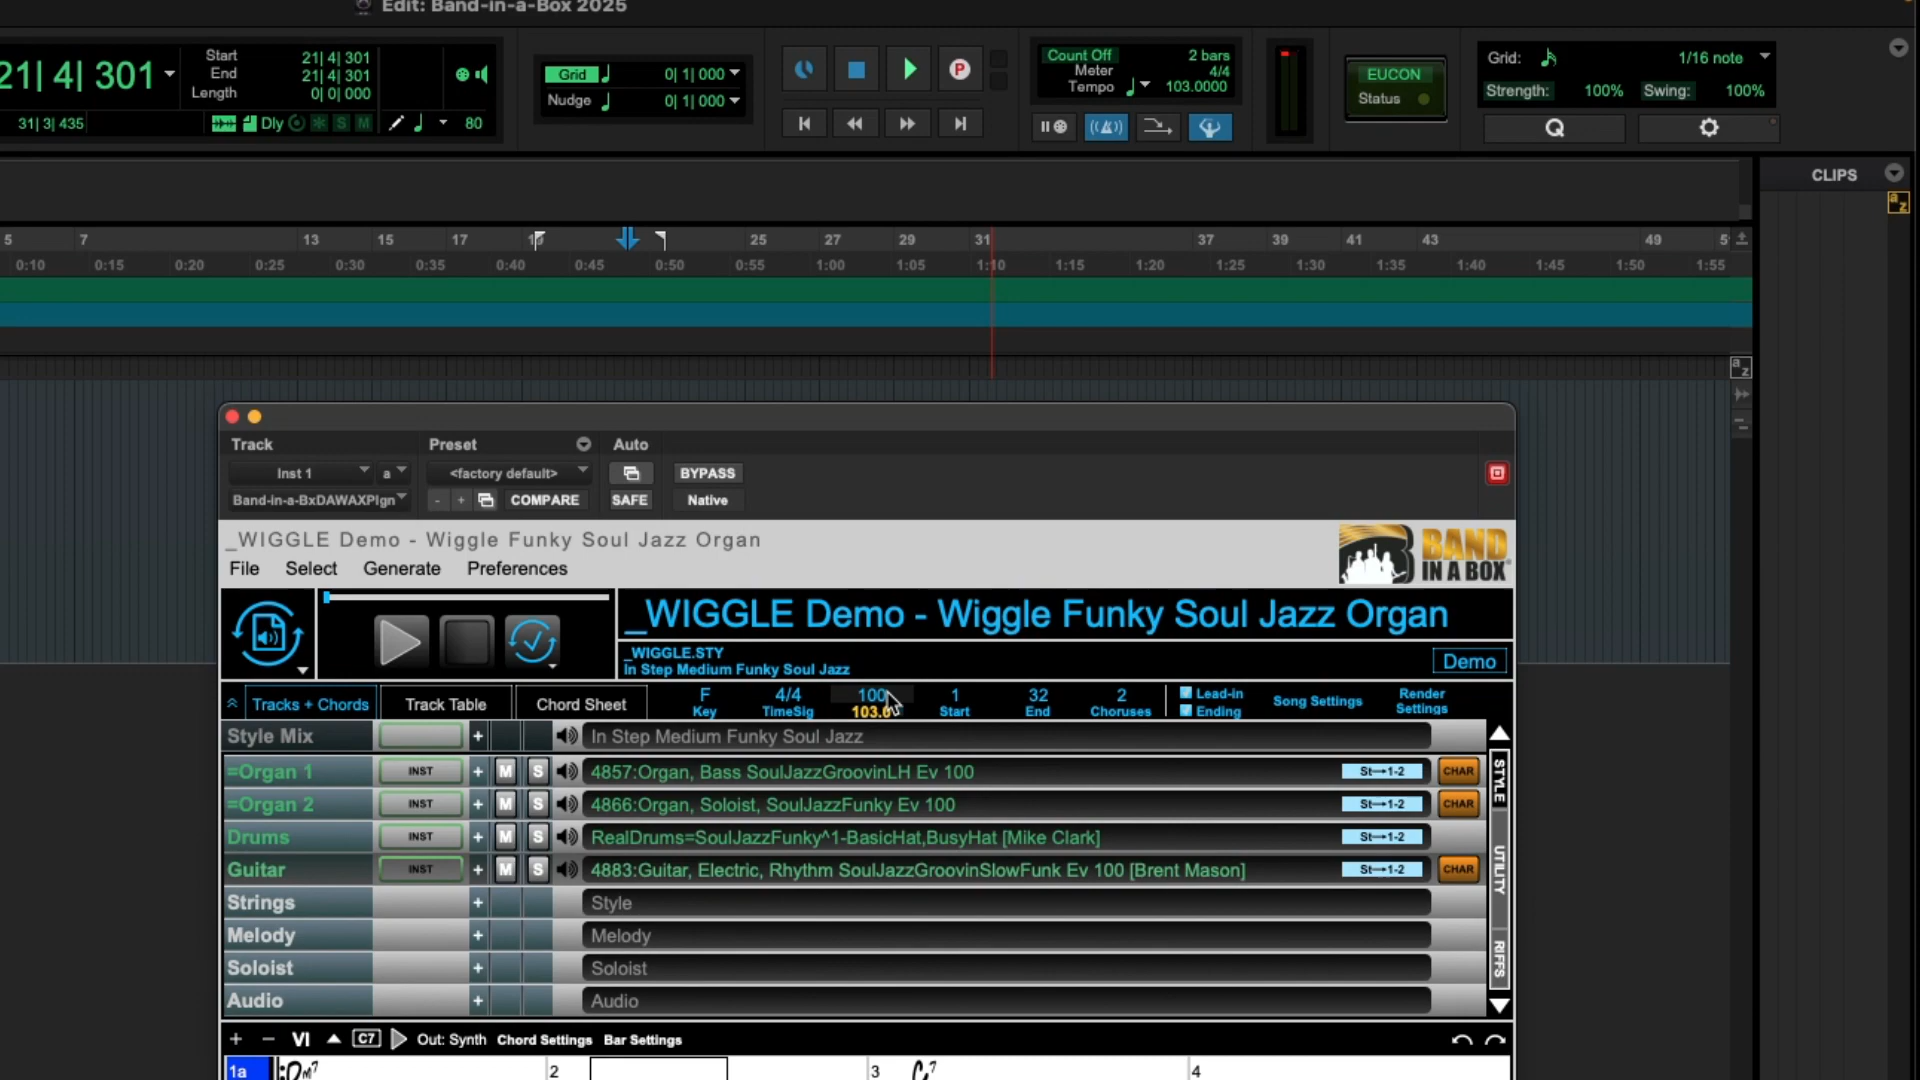 Edit: Band-in-a-Box 2025
21| 4| 301
Start 21| 4| 301
End 21| 4| 301
Length 0| 0| 000
31| 3| 435
Dly S M 80
Grid 0| 1| 000
Nudge 0| 1| 000
P
Count Off 2 bars
Meter 4/4
Tempo 103.0000
EUCON
Status
Grid: 1/16 note
Strength: 100% Swing: 100%
Q
CLIPS
a z
5 7 13 15 17 25 27 29 31 37 39 41 43 49
0:10 0:15 0:20 0:25 0:30 0:35 0:40 0:45 0:50 0:55 1:00 1:05 1:10 1:15 1:20 1:25 1:30 1:35 1:40 1:45 1:50 1:55
a z
Track Preset Auto
Inst 1 a <factory default> BYPASS
Band-in-a-BxDAWAXPlgn - + COMPARE SAFE Native
_WIGGLE Demo - Wiggle Funky Soul Jazz Organ
BAND IN A BOX
File Select Generate Preferences
_WIGGLE Demo - Wiggle Funky Soul Jazz Organ
_WIGGLE.STY
In Step Medium Funky Soul Jazz
Demo
Tracks + Chords Track Table Chord Sheet
F 4/4 100 1 32 2
Key TimeSig 103.0 Start End Choruses
Lead-in
Ending
Song Settings
Render Settings
Style Mix + In Step Medium Funky Soul Jazz
=Organ 1 INST + M S 4857:Organ, Bass SoulJazzGroovinLH Ev 100 St→1-2 CHAR
=Organ 2 INST + M S 4866:Organ, Soloist, SoulJazzFunky Ev 100 St→1-2 CHAR
Drums INST + M S RealDrums=SoulJazzFunky^1-BasicHat,BusyHat [Mike Clark] St→1-2
Guitar INST + M S 4883:Guitar, Electric, Rhythm SoulJazzGroovinSlowFunk Ev 100 [Brent Mason] St→1-2 CHAR
Strings + Style
Melody + Melody
Soloist + Soloist
Audio + Audio
STYLE
UTILITY
RIFFS
+ − VI C7 Out: Synth Chord Settings Bar Settings
1a 2 3 C7 4